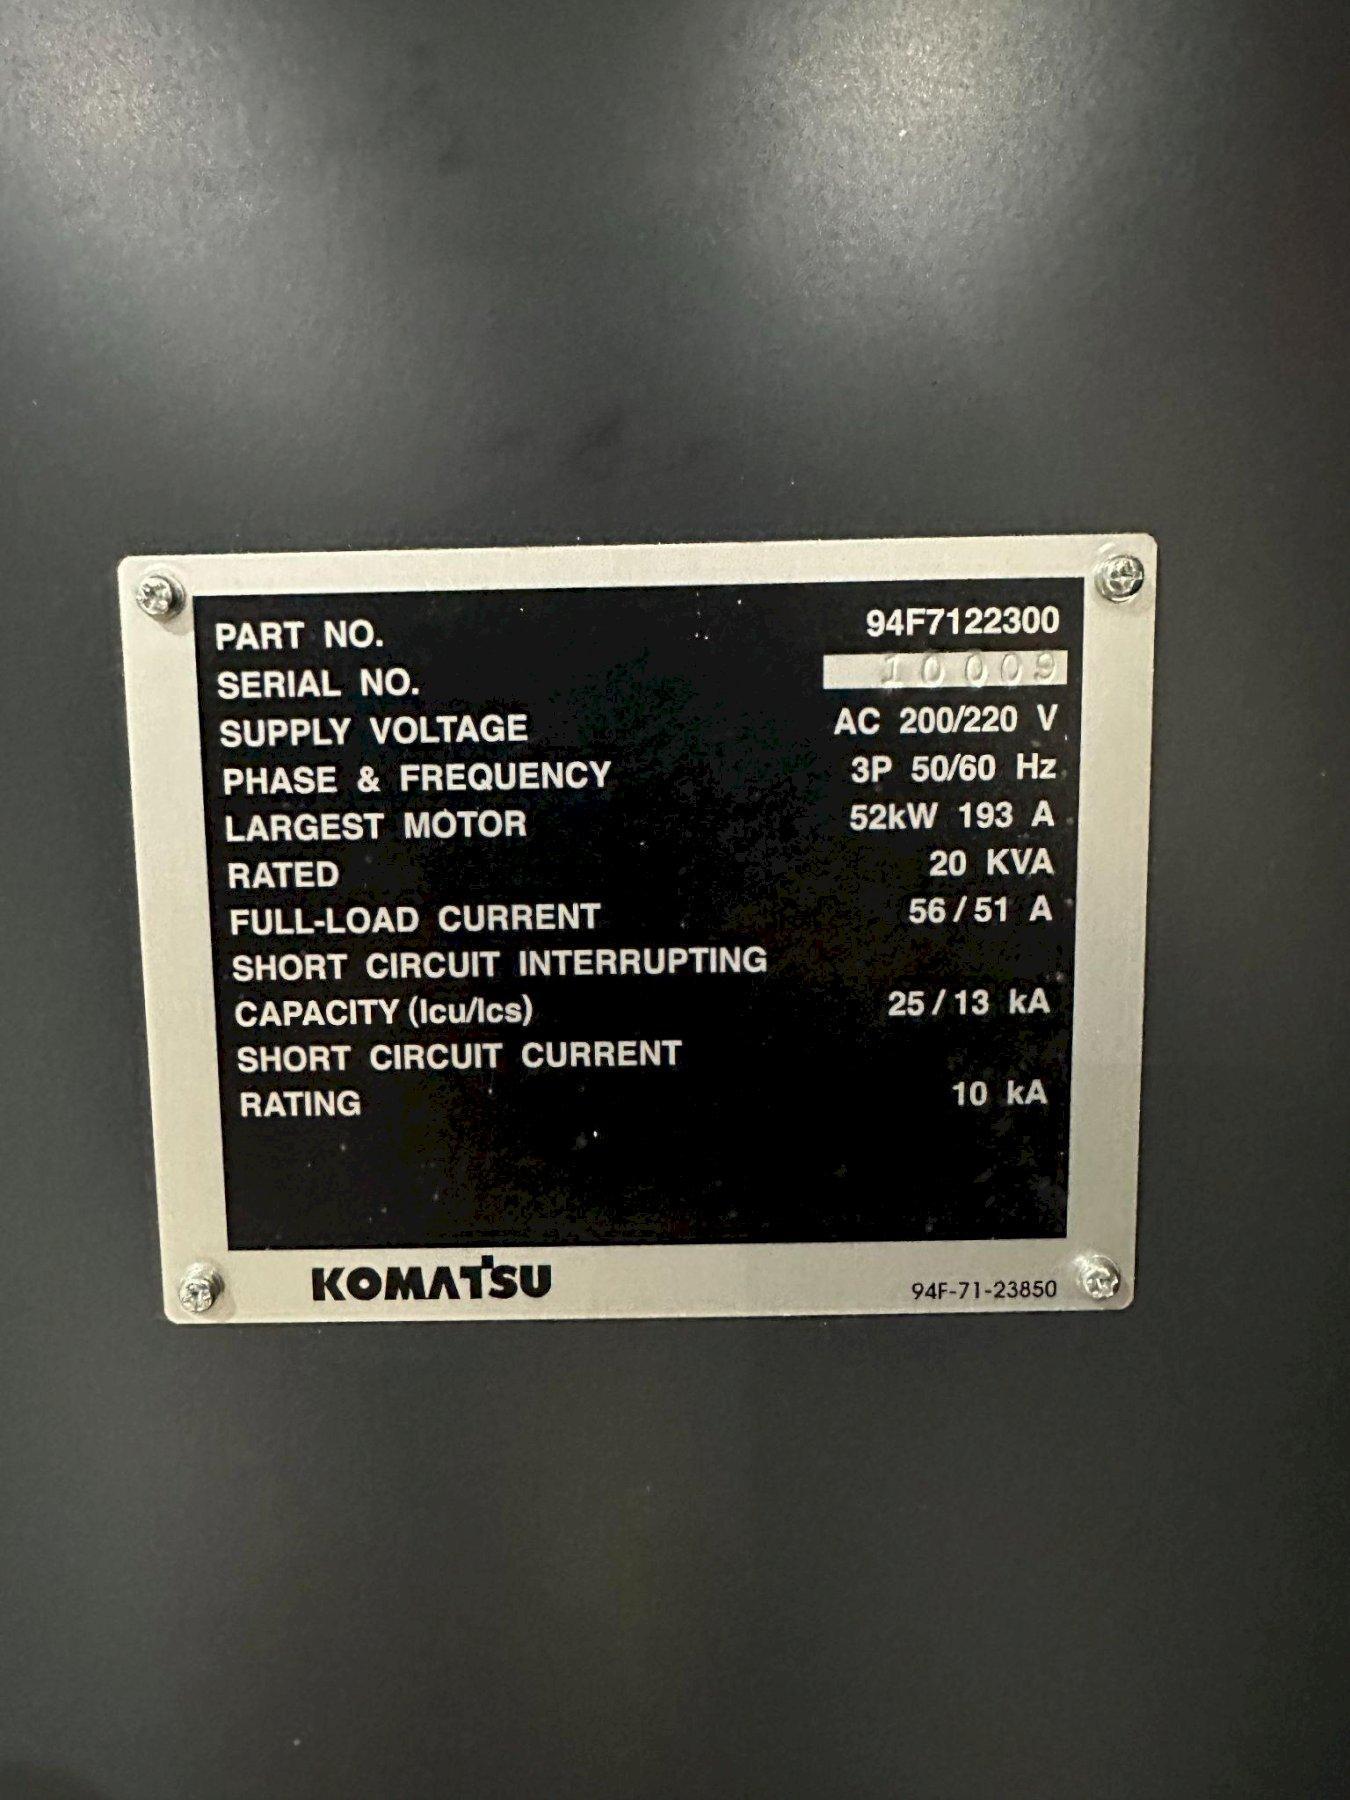 PART NO. 94F7122300
SERIAL NO. 10009
SUPPLY VOLTAGE AC 200/220 V
PHASE & FREQUENCY 3P 50/60 Hz
LARGEST MOTOR 52kW 193 A
RATED 20 KVA
FULL-LOAD CURRENT 56/51 A
SHORT CIRCUIT INTERRUPTING
CAPACITY (Icu/Ics) 25/13 kA
SHORT CIRCUIT CURRENT
RATING 10 kA
KOMATSU 94F-71-23850